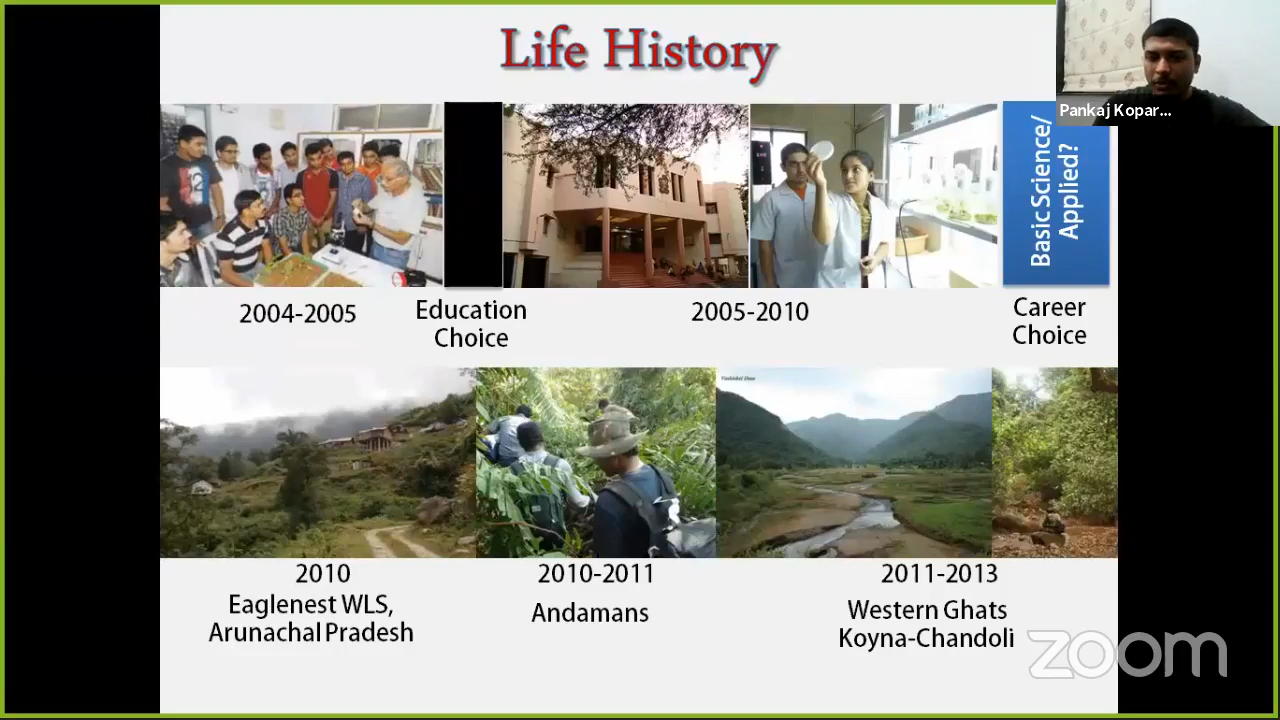 Life History
Pankaj Kopar...
Basic Science/
Applied?
2004-2005
Education
Choice
2005-2010
Career
Choice
2010
Eaglenest WLS,
Arunachal Pradesh
2010-2011
Andamans
2011-2013
Western Ghats
Koyna-Chandoli
zoom